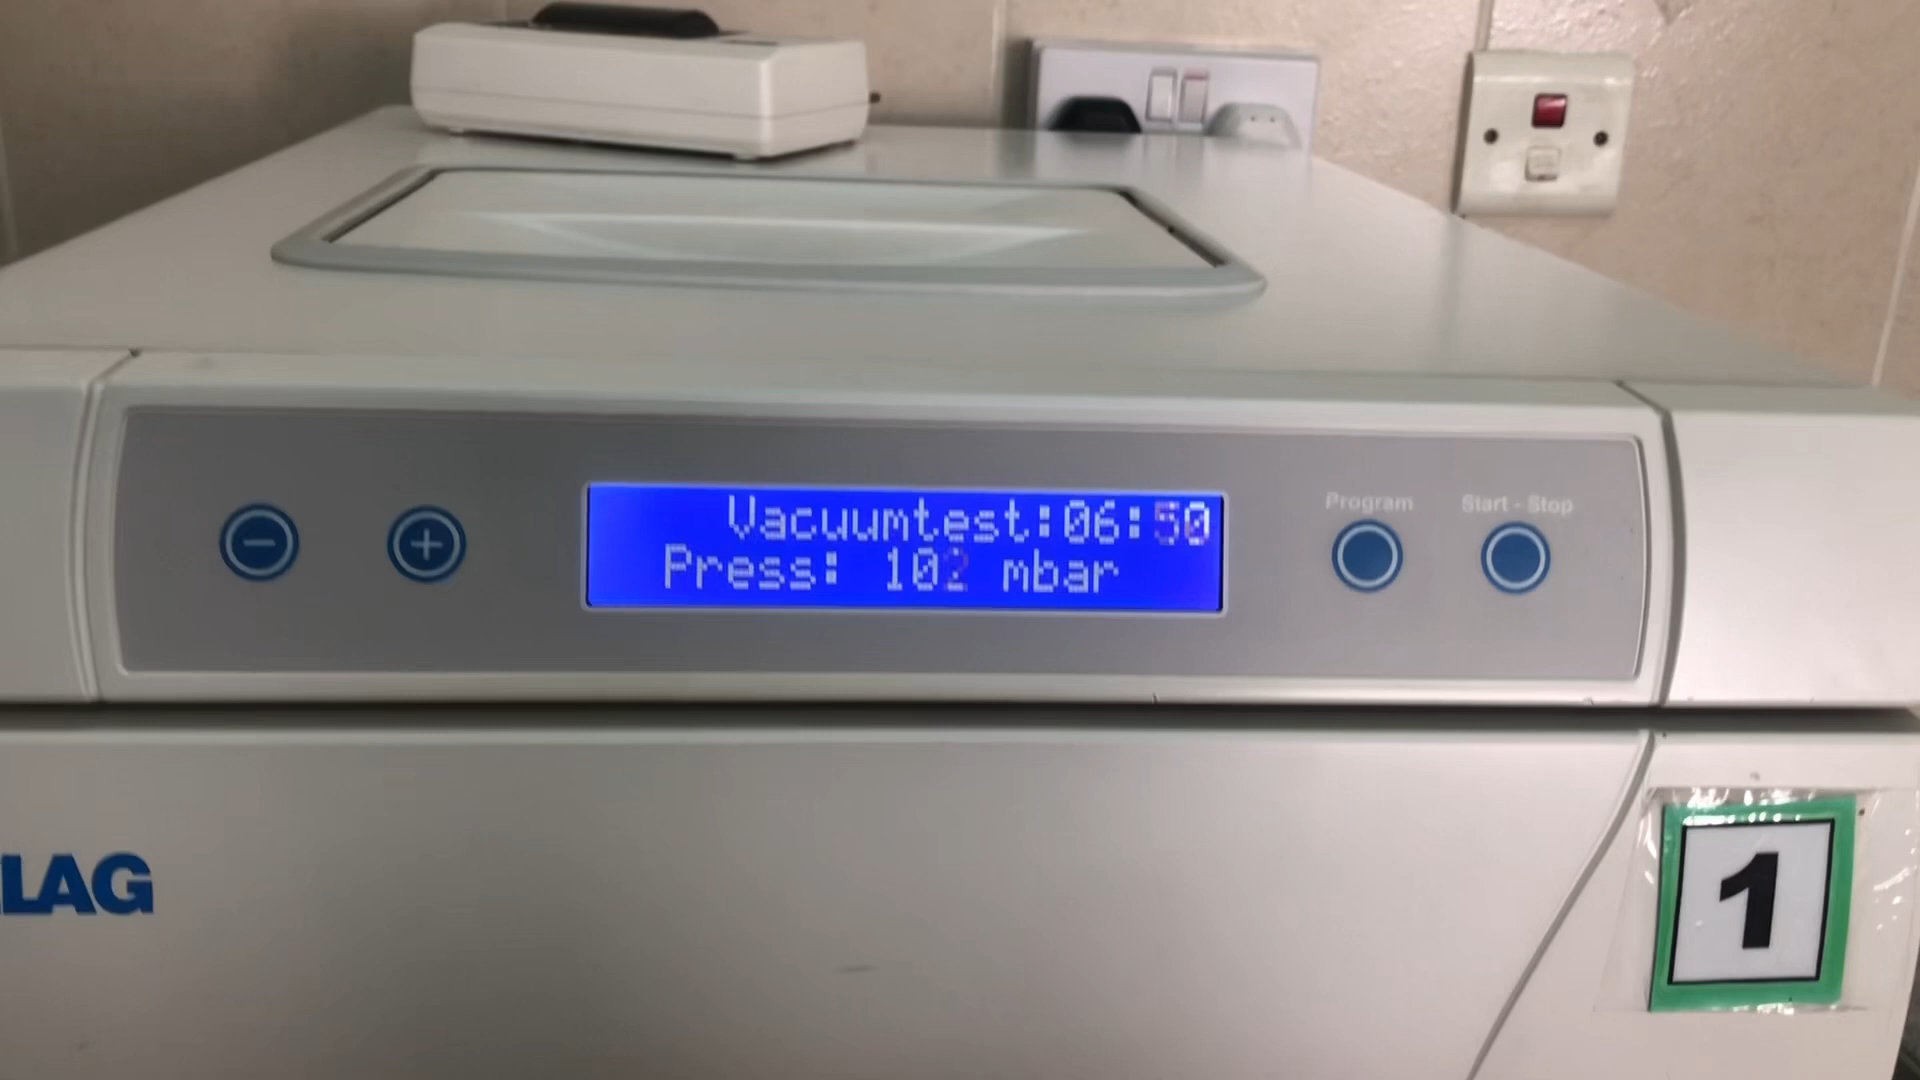 Program
Start - Stop
Vacuumtest:06:50
Press: 102 mbar
LAG
1